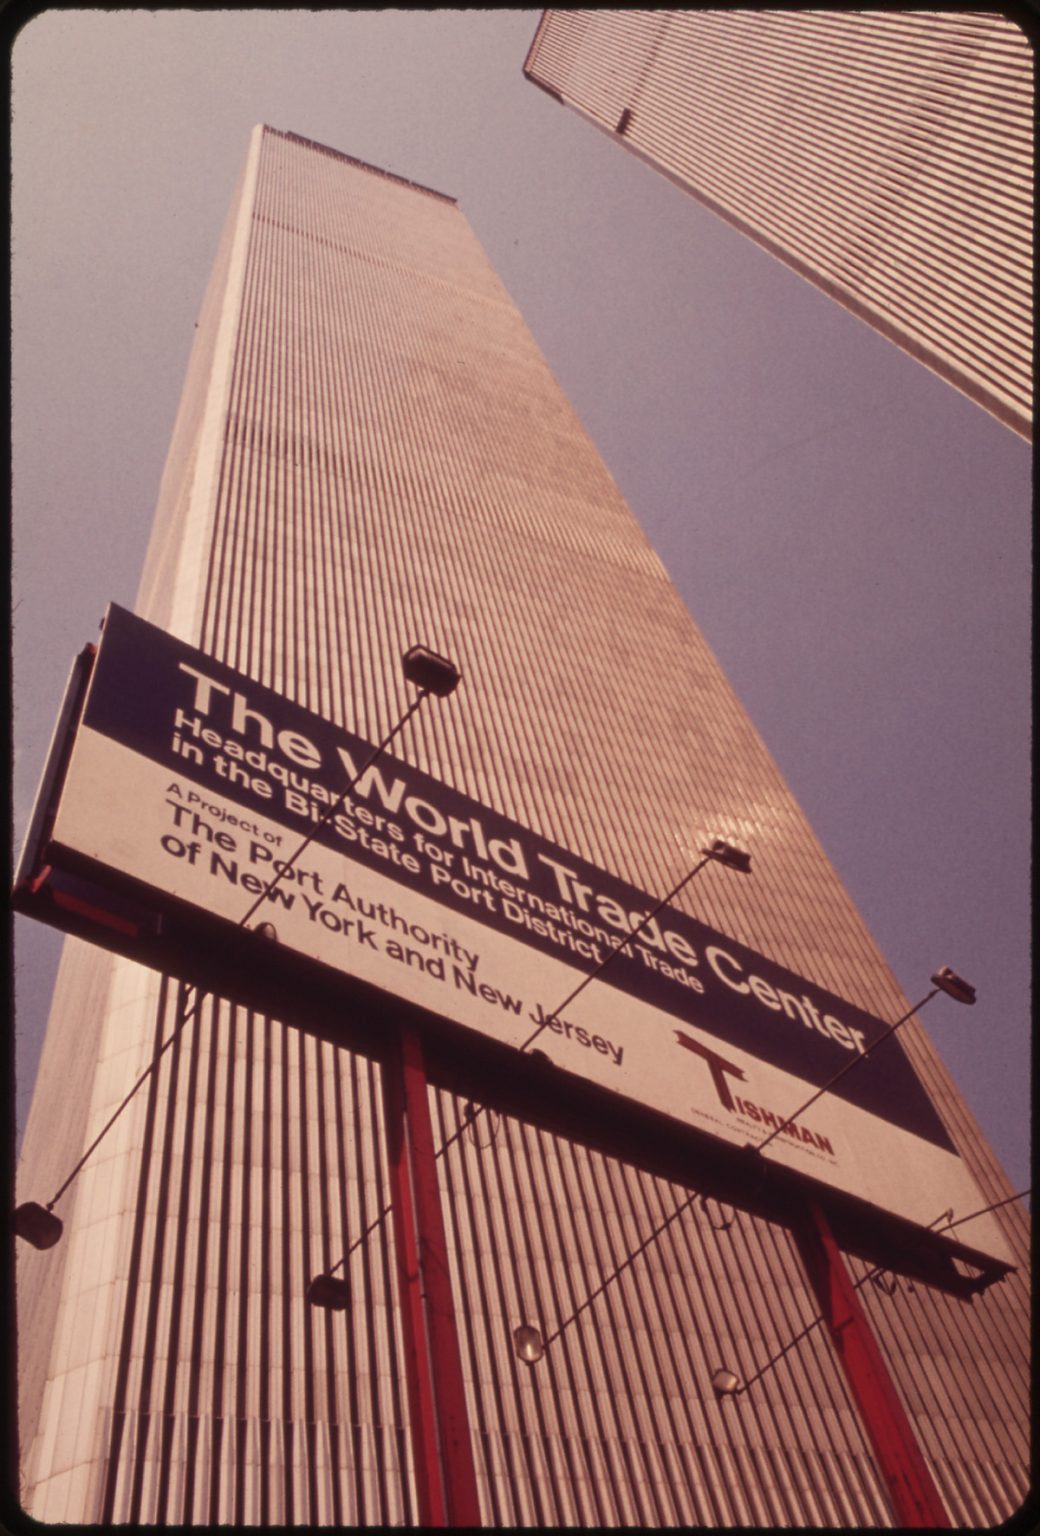 The World Trade Center
Headquarters for International Trade
in the Bi-State Port District
A Project of
The Port Authority
of New York and New Jersey
TISHMAN